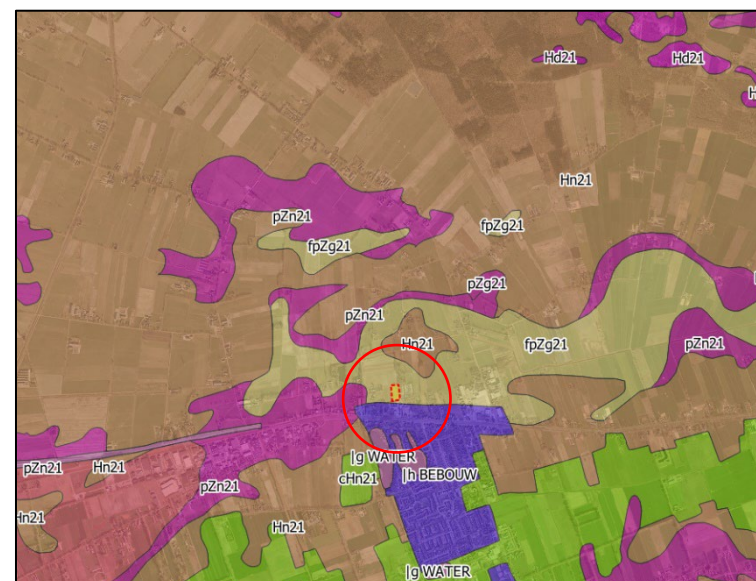 Hd21
Hd21
H
Hn21
pZn21
fpZg21
fpZg21
pZg21
pZn21
Hn21
fpZg21
pZn21
|g WATER
pZn21
Hn21
cHn21
|h BEBOUW
pZn21
Hn21
Hn21
|g WATER